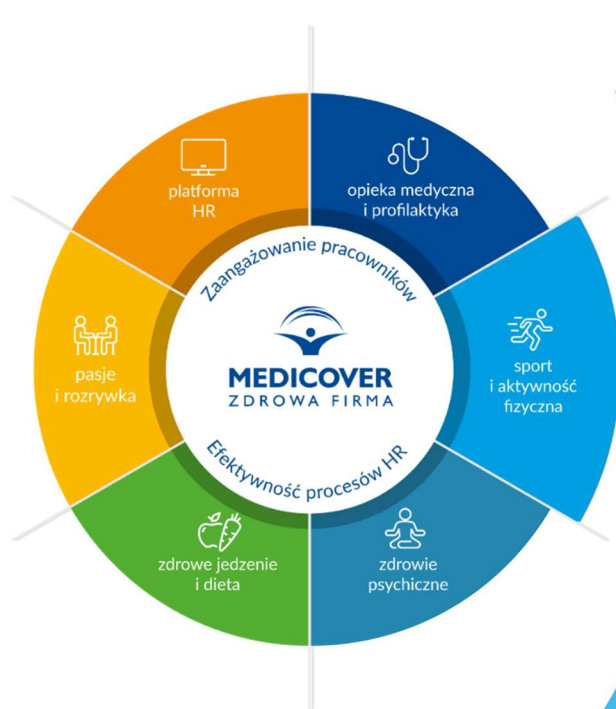 platforma
HR
opieka medyczna
i profilaktyka
Zaangażowanie pracowników
pasje
i rozrywka
MEDICOVER
ZDROWA FIRMA
sport
i aktywność
fizyczna
Efektywność procesów HR
zdrowe jedzenie
i dieta
zdrowie
psychiczne